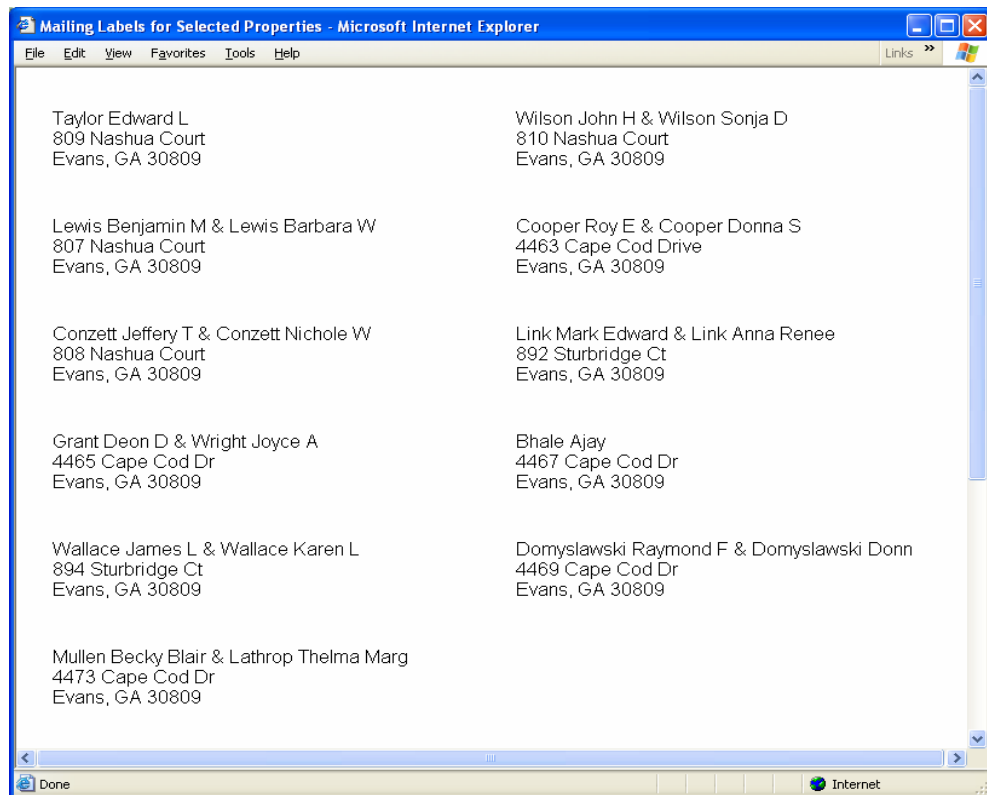 Mailing Labels for Selected Properties - Microsoft Internet Explorer
File Edit View Favorites Tools Help
Links »
Taylor Edward L
809 Nashua Court
Evans, GA 30809
Wilson John H & Wilson Sonja D
810 Nashua Court
Evans, GA 30809
Lewis Benjamin M & Lewis Barbara W
807 Nashua Court
Evans, GA 30809
Cooper Roy E & Cooper Donna S
4463 Cape Cod Drive
Evans, GA 30809
Conzett Jeffery T & Conzett Nichole W
808 Nashua Court
Evans, GA 30809
Link Mark Edward & Link Anna Renee
892 Sturbridge Ct
Evans, GA 30809
Grant Deon D & Wright Joyce A
4465 Cape Cod Dr
Evans, GA 30809
Bhale Ajay
4467 Cape Cod Dr
Evans, GA 30809
Wallace James L & Wallace Karen L
894 Sturbridge Ct
Evans, GA 30809
Domyslawski Raymond F & Domyslawski Donn
4469 Cape Cod Dr
Evans, GA 30809
Mullen Becky Blair & Lathrop Thelma Marg
4473 Cape Cod Dr
Evans, GA 30809
Done
Internet